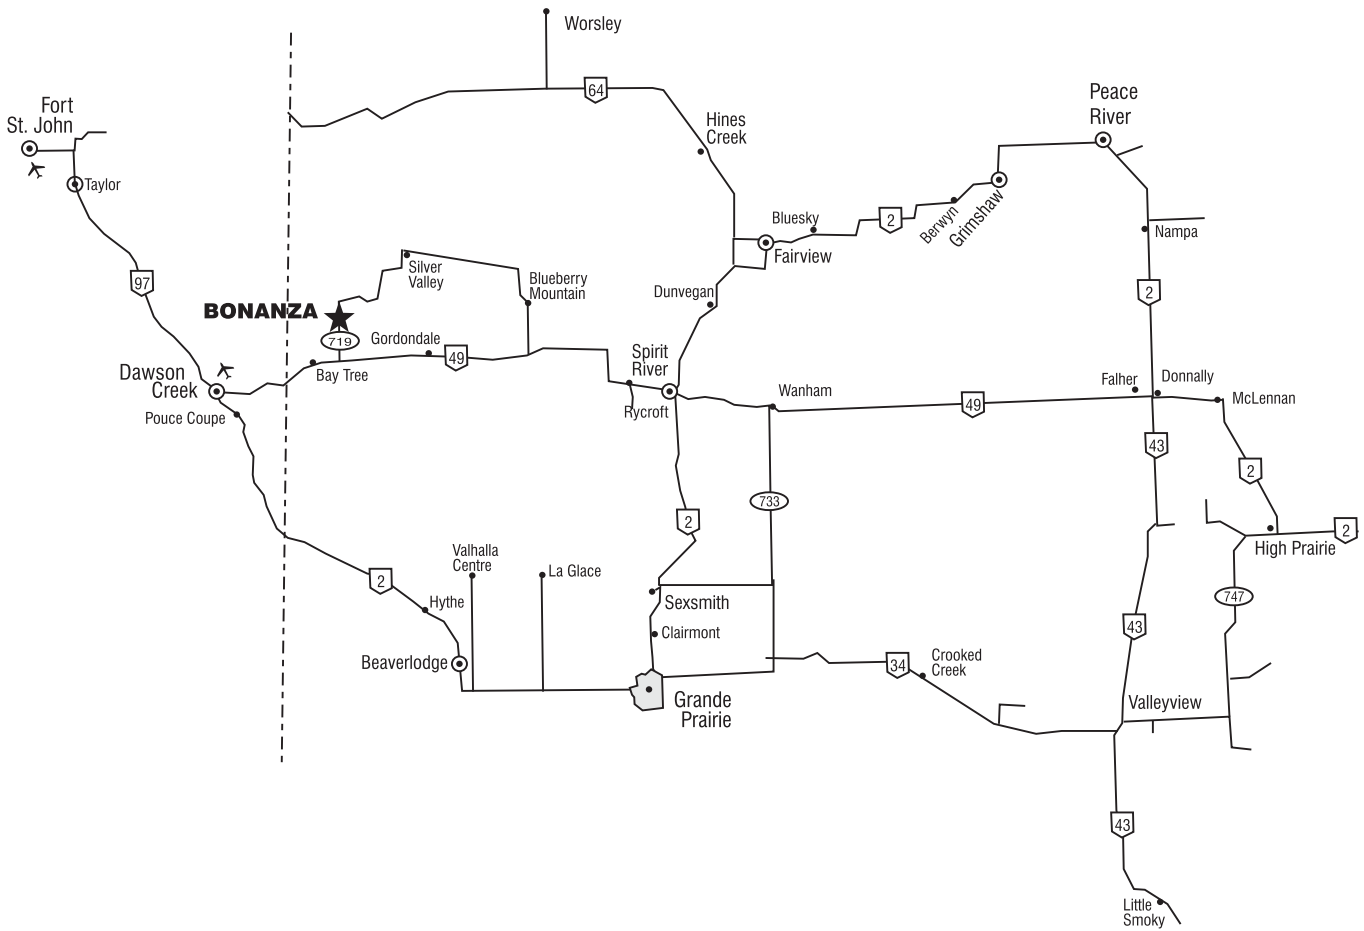 Worsley
64
Fort
St. John
Peace
River
Hines
Creek
Taylor
Bluesky
2
Berwyn
Grimshaw
Nampa
Fairview
Silver
Valley
97
Blueberry
Mountain
Dunvegan
2
BONANZA
719
Gordondale
49
Spirit
River
Dawson
Creek
Bay Tree
Rycroft
Wanham
49
Falher
Donnally
McLennan
Pouce Coupe
43
2
733
2
2
High Prairie
Valhalla
Centre
La Glace
2
Hythe
Sexsmith
747
Clairmont
43
Beaverlodge
34
Crooked
Creek
Grande
Prairie
Valleyview
43
Little
Smoky